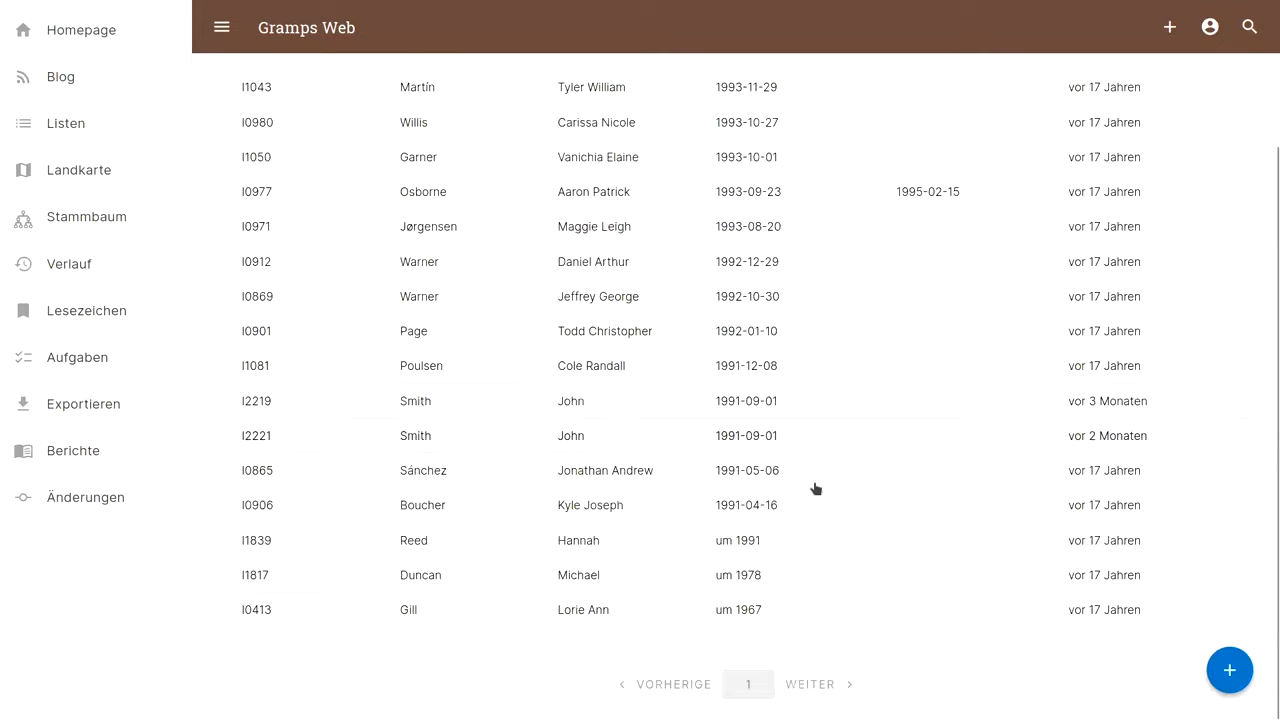 Homepage
Blog
Listen
Landkarte
Stammbaum
Verlauf
Lesezeichen
Aufgaben
Exportieren
Berichte
Änderungen
Gramps Web
I1043 Martín Tyler William 1993-11-29 vor 17 Jahren
I0980 Willis Carissa Nicole 1993-10-27 vor 17 Jahren
I1050 Garner Vanichia Elaine 1993-10-01 vor 17 Jahren
I0977 Osborne Aaron Patrick 1993-09-23 1995-02-15 vor 17 Jahren
I0971 Jørgensen Maggie Leigh 1993-08-20 vor 17 Jahren
I0912 Warner Daniel Arthur 1992-12-29 vor 17 Jahren
I0869 Warner Jeffrey George 1992-10-30 vor 17 Jahren
I0901 Page Todd Christopher 1992-01-10 vor 17 Jahren
I1081 Poulsen Cole Randall 1991-12-08 vor 17 Jahren
I2219 Smith John 1991-09-01 vor 3 Monaten
I2221 Smith John 1991-09-01 vor 2 Monaten
I0865 Sánchez Jonathan Andrew 1991-05-06 vor 17 Jahren
I0906 Boucher Kyle Joseph 1991-04-16 vor 17 Jahren
I1839 Reed Hannah um 1991 vor 17 Jahren
I1817 Duncan Michael um 1978 vor 17 Jahren
I0413 Gill Lorie Ann um 1967 vor 17 Jahren
VORHERIGE 1 WEITER